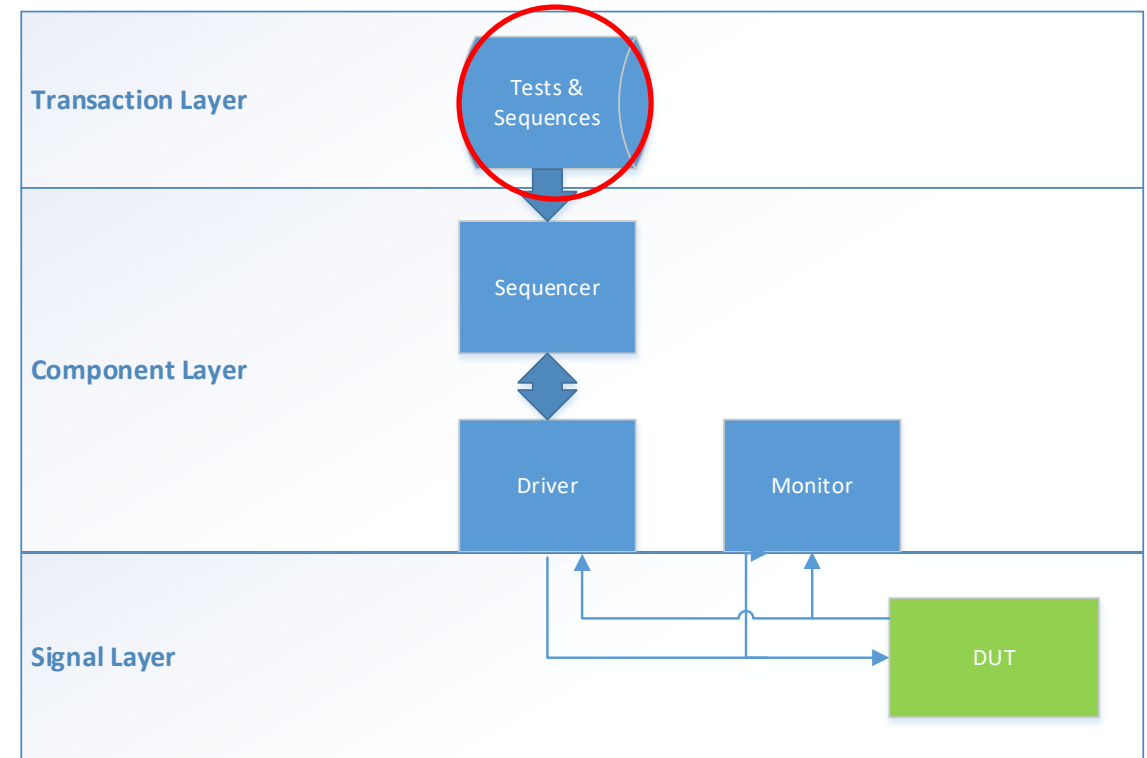 Transaction Layer
Tests &
Sequences
Sequencer
Component Layer
Driver
Monitor
Signal Layer
DUT